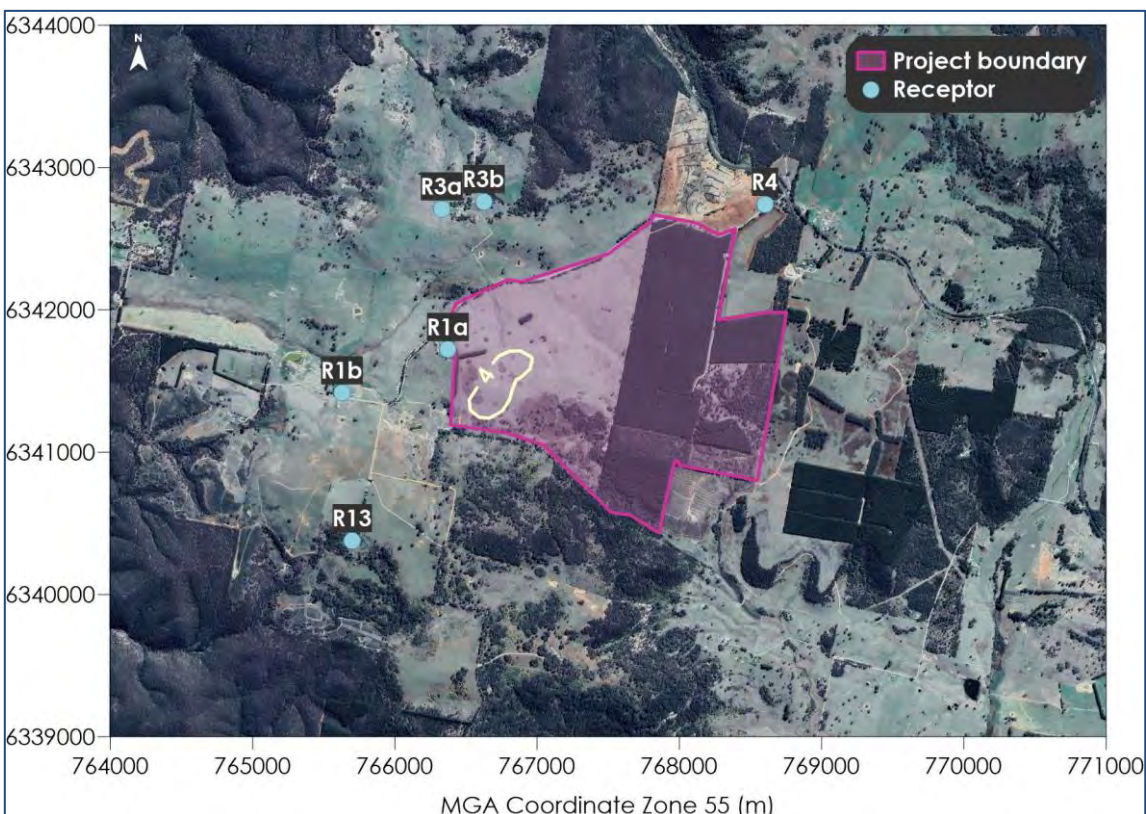 6344000
N
Project boundary
Receptor
6343000
R3a
R3b
R4
6342000
R1a
4
R1b
6341000
R13
6340000
6339000
764000 765000 766000 767000 768000 769000 770000 771000
MGA Coordinate Zone 55 (m)